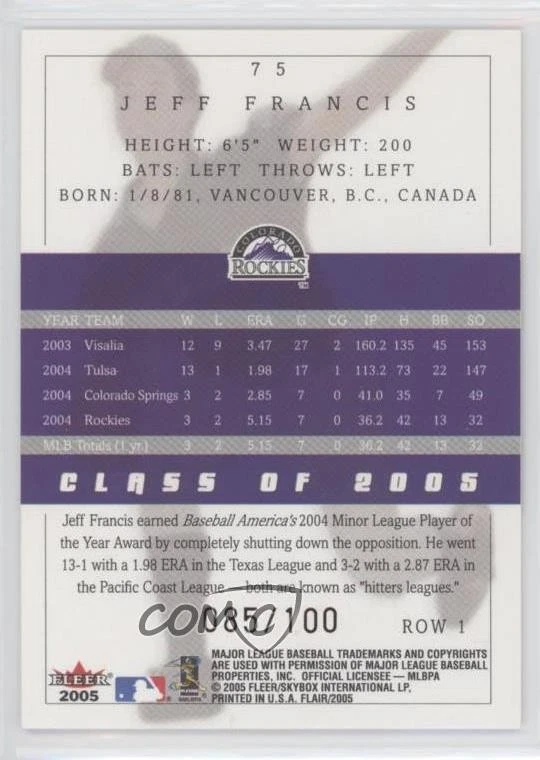 75
JEFF FRANCIS
HEIGHT: 6'5" WEIGHT: 200
BATS: LEFT THROWS: LEFT
BORN: 1/8/81, VANCOUVER, B.C., CANADA
COLORADO
ROCKIES
TM
YEAR TEAM W L ERA G CG IP H BB SO
2003 Visalia 12 9 3.47 27 2 160.2 135 45 153
2004 Tulsa 13 1 1.98 17 1 113.2 73 22 147
2004 Colorado Springs 3 2 2.85 7 0 41.0 35 7 49
2004 Rockies 3 2 5.15 7 0 36.2 42 13 32
MLB Totals (1 yr.) 3 2 5.15 7 0 36.2 42 13 32
CLASS OF 2005
Jeff Francis earned Baseball America's 2004 Minor League Player of
the Year Award by completely shutting down the opposition. He went
13-1 with a 1.98 ERA in the Texas League and 3-2 with a 2.87 ERA in
the Pacific Coast League — both are known as "hitters leagues."
085/100
COMC
ROW 1
MAJOR LEAGUE BASEBALL TRADEMARKS AND COPYRIGHTS
ARE USED WITH PERMISSION OF MAJOR LEAGUE BASEBALL
PROPERTIES, INC. OFFICIAL LICENSEE — MLBPA
© 2005 FLEER/SKYBOX INTERNATIONAL LP,
PRINTED IN U.S.A. FLAIR/2005
FLEER
2005